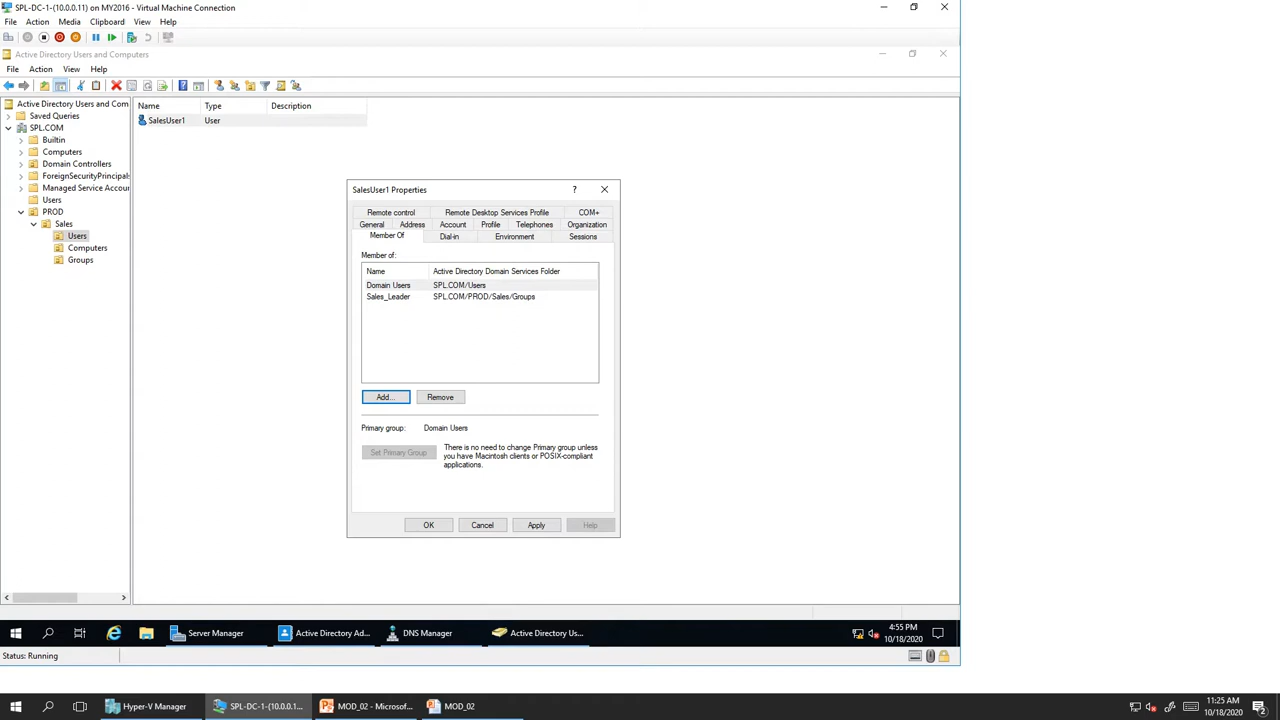 SPL-DC-1-(10.0.0.11) on MY2016 - Virtual Machine Connection
File Action Media Clipboard View Help
Active Directory Users and Computers
File Action View Help
Active Directory Users and Com
Saved Queries
SPL.COM
Builtin
Computers
Domain Controllers
ForeignSecurityPrincipals
Managed Service Accour
Users
PROD
Sales
Users
Computers
Groups
Name Type Description
SalesUser1 User
SalesUser1 Properties
Remote control Remote Desktop Services Profile COM+
General Address Account Profile Telephones Organization
Member Of Dial-in Environment Sessions
Member of:
Name Active Directory Domain Services Folder
Domain Users SPL.COM/Users
Sales_Leader SPL.COM/PROD/Sales/Groups
Add... Remove
Primary group: Domain Users
Set Primary Group
There is no need to change Primary group unless
you have Macintosh clients or POSIX-compliant
applications.
OK Cancel Apply Help
Server Manager Active Directory Ad... DNS Manager Active Directory Us...
4:55 PM
10/18/2020
Status: Running
Hyper-V Manager SPL-DC-1-(10.0.0.1... MOD_02 - Microsof... MOD_02
11:25 AM
10/18/2020
2